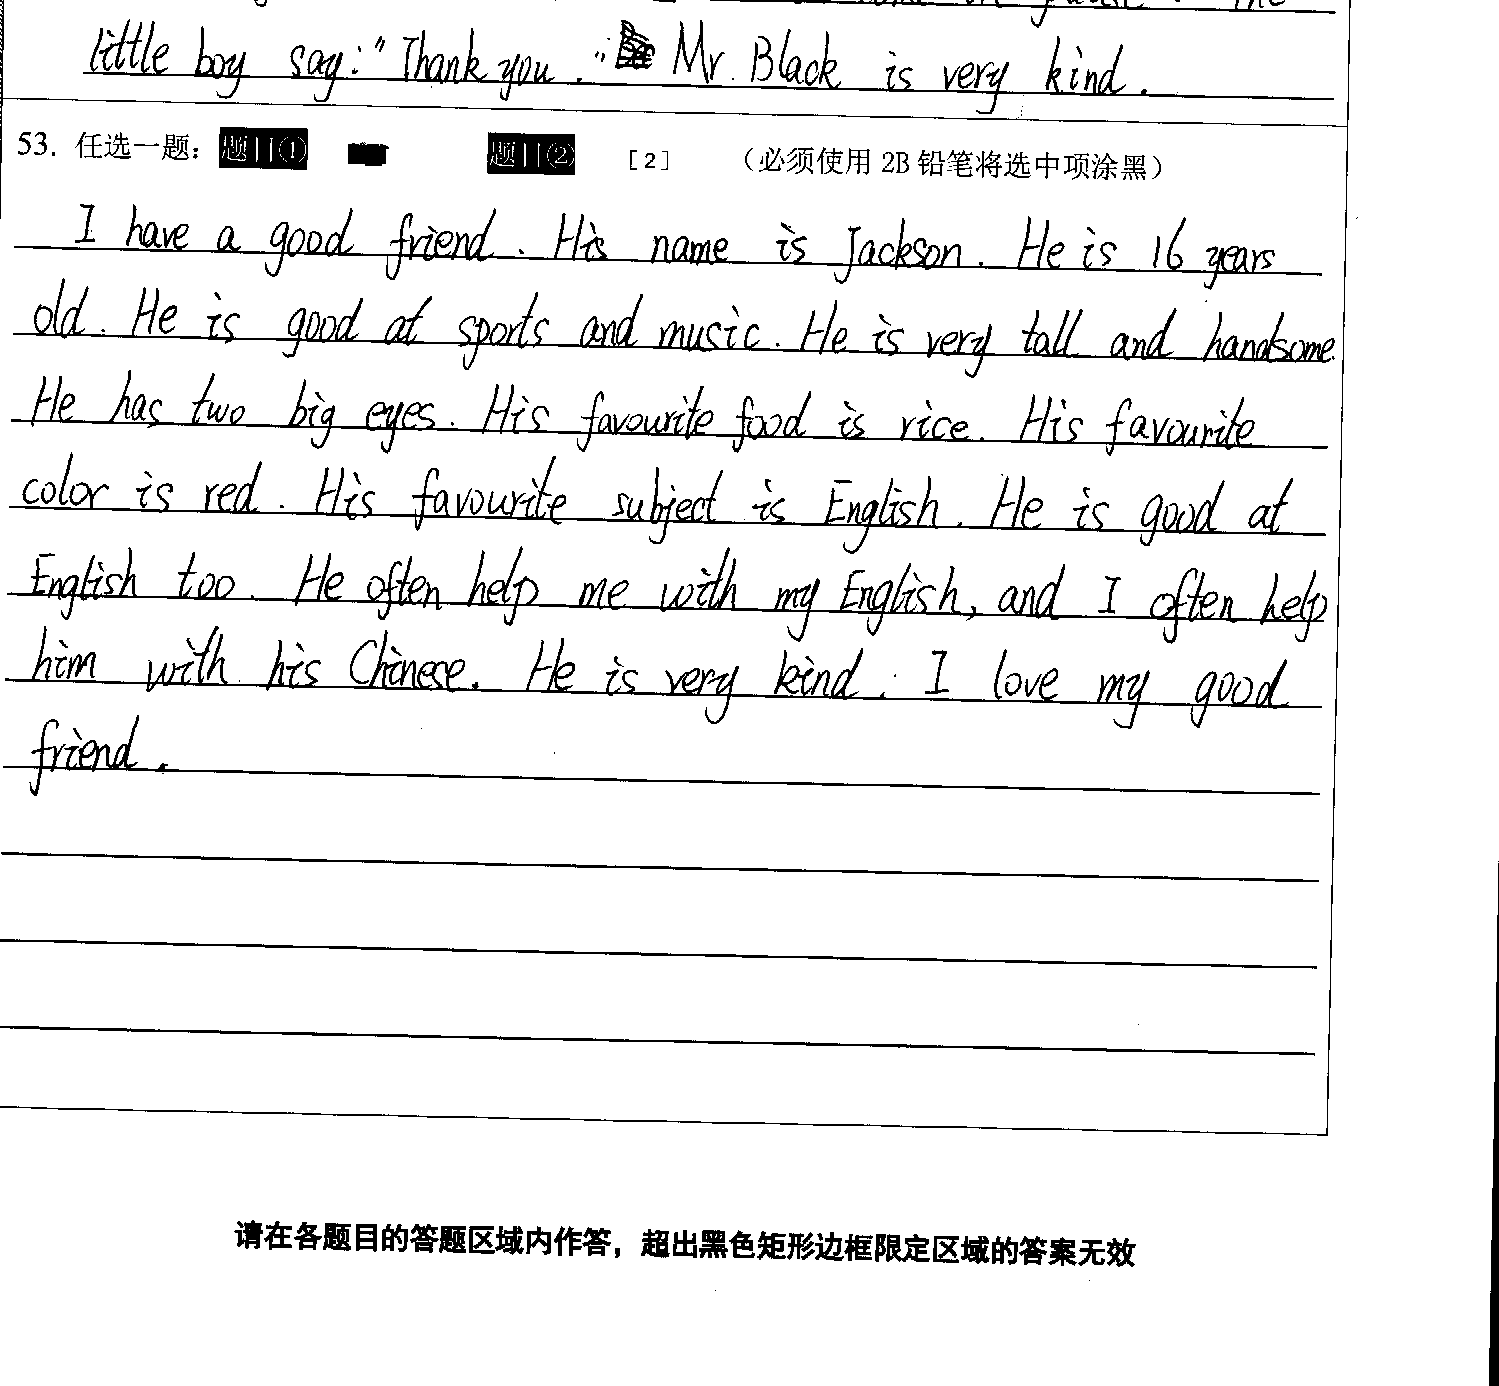 little boy say: "Thank you." Mr. Black is very kind.
53. 任选一题: 题目① 题目② [2] (必须使用 2B 铅笔将选中项涂黑)
I have a good friend. His name is Jackson. He is 16 years
old. He is good at sports and music. He is very tall and handsome.
He has two big eyes. His favourite food is rice. His favourite
color is red. His favourite subject is English. He is good at
English too. He often help me with my English, and I often help
him with his Chinese. He is very kind. I love my good
friend.
请在各题目的答题区域内作答，超出黑色矩形边框限定区域的答案无效